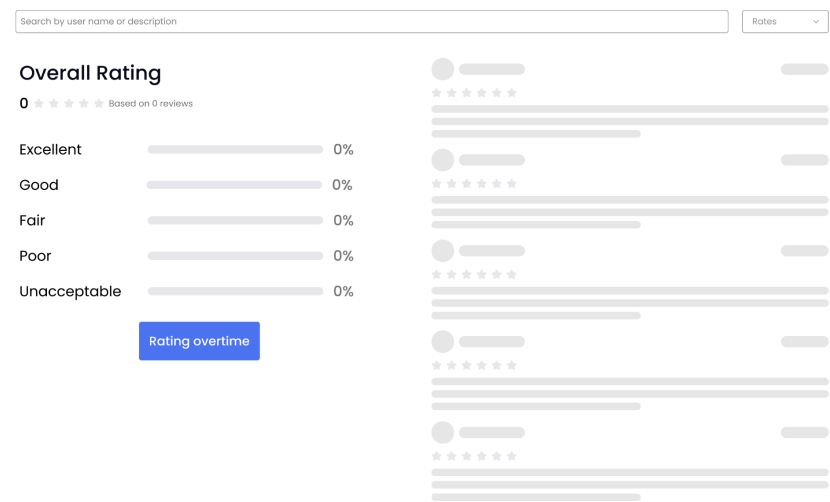 Search by user name or description
Rates
Overall Rating
0 Based on 0 reviews
Excellent 0%
Good 0%
Fair 0%
Poor 0%
Unacceptable 0%
Rating overtime